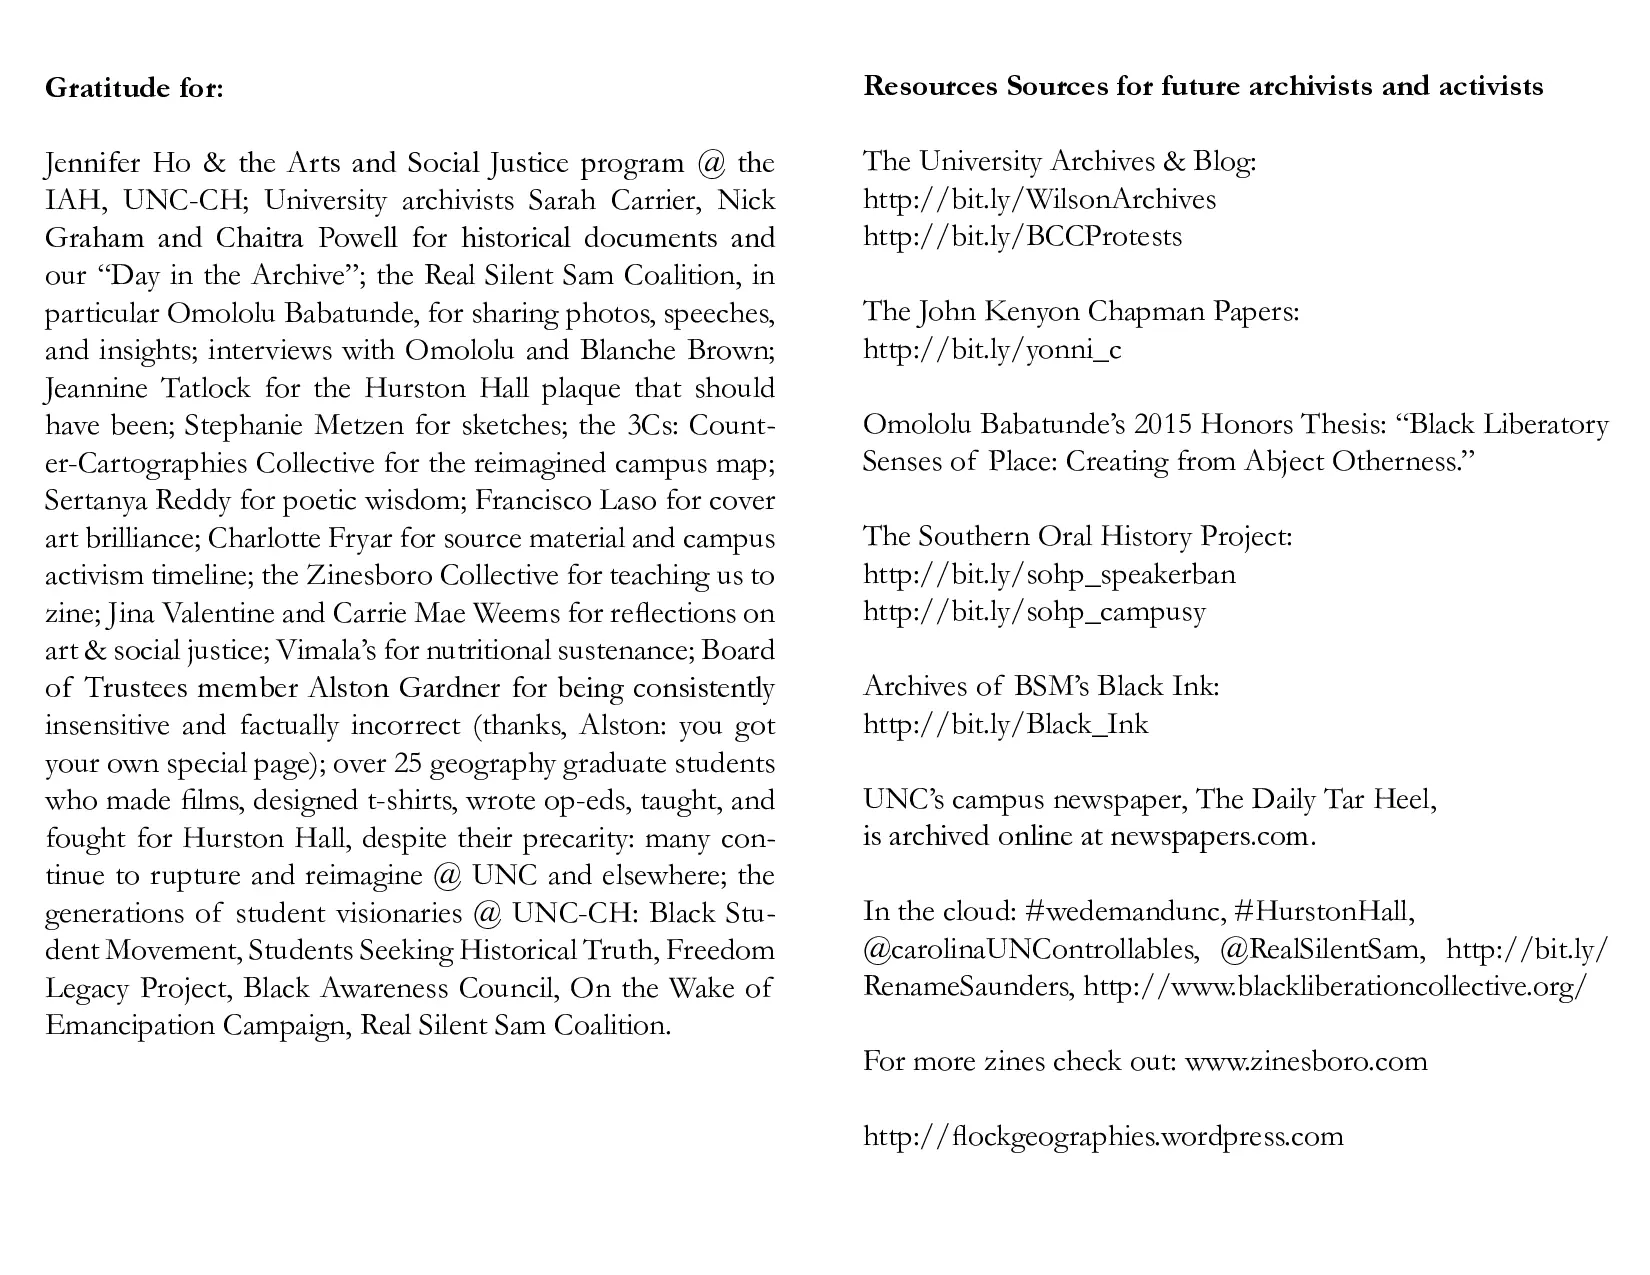 Gratitude for:
Jennifer Ho & the Arts and Social Justice program @ the
IAH, UNC-CH; University archivists Sarah Carrier, Nick
Graham and Chaitra Powell for historical documents and
our “Day in the Archive”; the Real Silent Sam Coalition, in
particular Omololu Babatunde, for sharing photos, speeches,
and insights; interviews with Omololu and Blanche Brown;
Jeannine Tatlock for the Hurston Hall plaque that should
have been; Stephanie Metzen for sketches; the 3Cs: Count-
er-Cartographies Collective for the reimagined campus map;
Sertanya Reddy for poetic wisdom; Francisco Laso for cover
art brilliance; Charlotte Fryar for source material and campus
activism timeline; the Zinesboro Collective for teaching us to
zine; Jina Valentine and Carrie Mae Weems for reflections on
art & social justice; Vimala’s for nutritional sustenance; Board
of Trustees member Alston Gardner for being consistently
insensitive and factually incorrect (thanks, Alston: you got
your own special page); over 25 geography graduate students
who made films, designed t-shirts, wrote op-eds, taught, and
fought for Hurston Hall, despite their precarity: many con-
tinue to rupture and reimagine @ UNC and elsewhere; the
generations of student visionaries @ UNC-CH: Black Stu-
dent Movement, Students Seeking Historical Truth, Freedom
Legacy Project, Black Awareness Council, On the Wake of
Emancipation Campaign, Real Silent Sam Coalition.
Resources Sources for future archivists and activists
The University Archives & Blog:
http://bit.ly/WilsonArchives
http://bit.ly/BCCProtests
The John Kenyon Chapman Papers:
http://bit.ly/yonni_c
Omololu Babatunde’s 2015 Honors Thesis: “Black Liberatory
Senses of Place: Creating from Abject Otherness.”
The Southern Oral History Project:
http://bit.ly/sohp_speakerban
http://bit.ly/sohp_campusy
Archives of BSM’s Black Ink:
http://bit.ly/Black_Ink
UNC’s campus newspaper, The Daily Tar Heel,
is archived online at newspapers.com.
In the cloud: #wedemandunc, #HurstonHall,
@carolinaUNControllables, @RealSilentSam, http://bit.ly/
RenameSaunders, http://www.blackliberationcollective.org/
For more zines check out: www.zinesboro.com
http://flockgeographies.wordpress.com